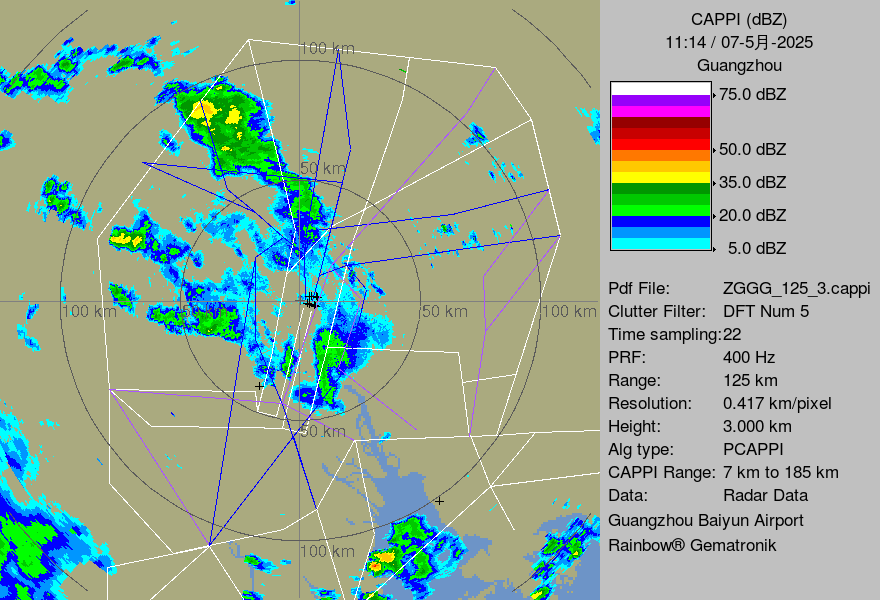 CAPPI (dBZ)
11:14 / 07-5月-2025
Guangzhou
75.0 dBZ
50.0 dBZ
35.0 dBZ
20.0 dBZ
5.0 dBZ
Pdf File: ZGGG_125_3.cappi
Clutter Filter: DFT Num 5
Time sampling:22
PRF: 400 Hz
Range: 125 km
Resolution: 0.417 km/pixel
Height: 3.000 km
Alg type: PCAPPI
CAPPI Range: 7 km to 185 km
Data: Radar Data
Guangzhou Baiyun Airport
Rainbow® Gematronik
100 km
50 km
100 km
50 km
50 km
100 km
50 km
100 km